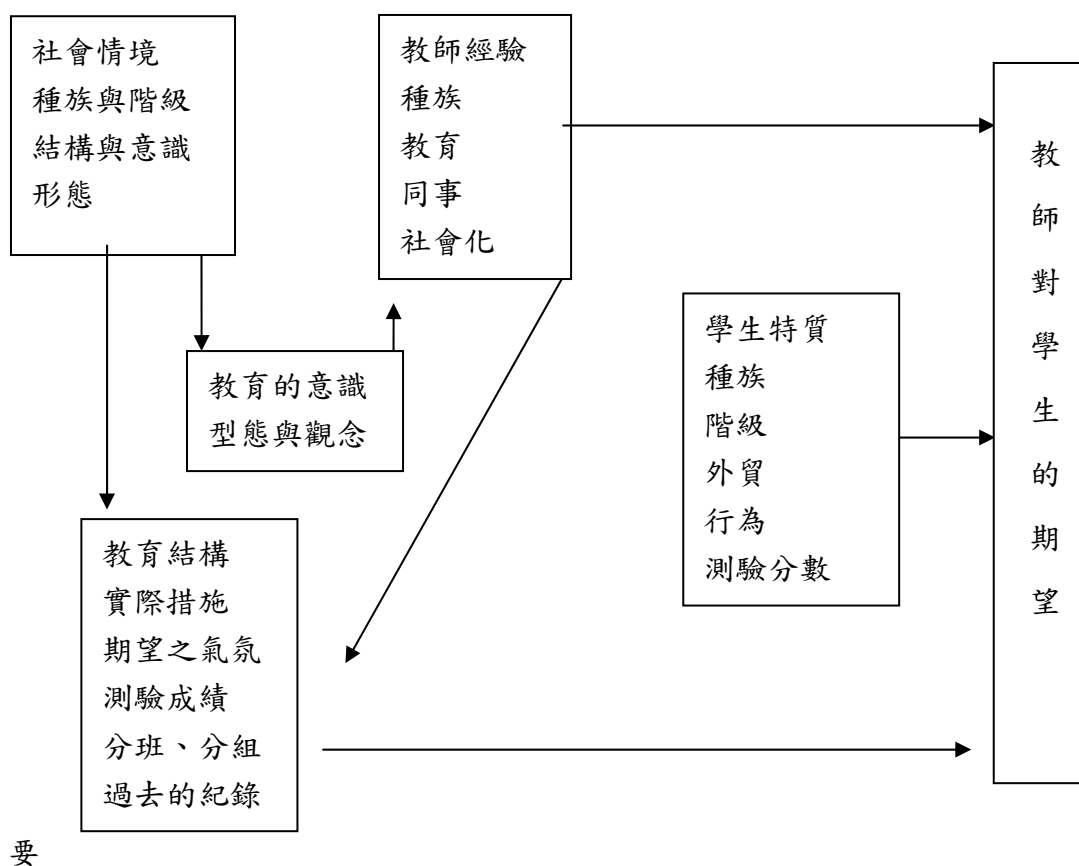 社會情境
種族與階級
結構與意識
形態
教師經驗
種族
教育
同事
社會化
教育的意識
型態與觀念
教育結構
實際措施
期望之氣氛
測驗成績
分班、分組
過去的紀錄
學生特質
種族
階級
外貿
行為
測驗分數
教
師
對
學
生
的
期
望
要